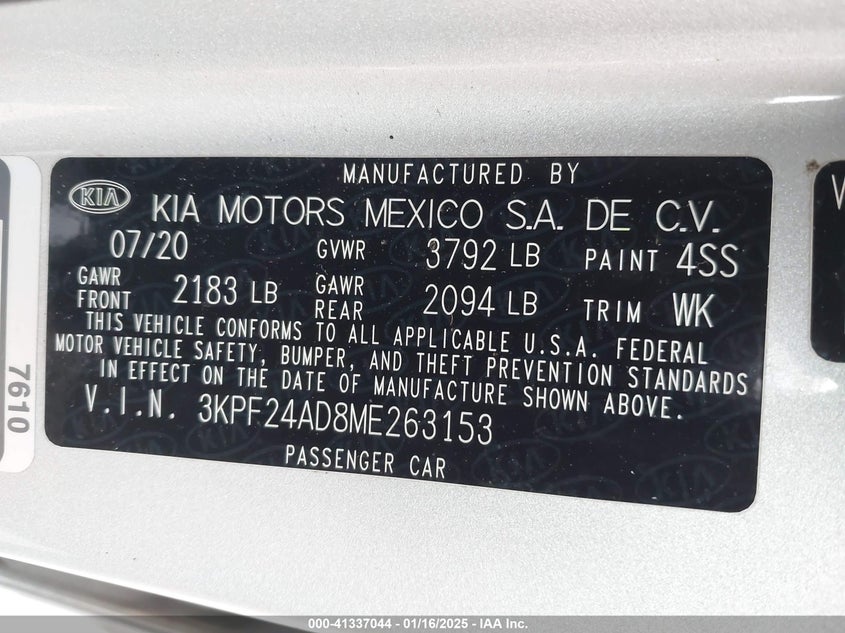 MANUFACTURED BY
KIA KIA MOTORS MEXICO S.A. DE C.V.
07/20 GVWR 3792 LB PAINT 4SS
GAWR FRONT 2183 LB GAWR REAR 2094 LB TRIM WK
THIS VEHICLE CONFORMS TO ALL APPLICABLE U.S.A. FEDERAL
MOTOR VEHICLE SAFETY, BUMPER, AND THEFT PREVENTION STANDARDS
IN EFFECT ON THE DATE OF MANUFACTURE SHOWN ABOVE.
V.I.N. 3KPF24AD8ME263153
PASSENGER CAR
7610
V
000-41337044 - 01/16/2025 - IAA Inc.